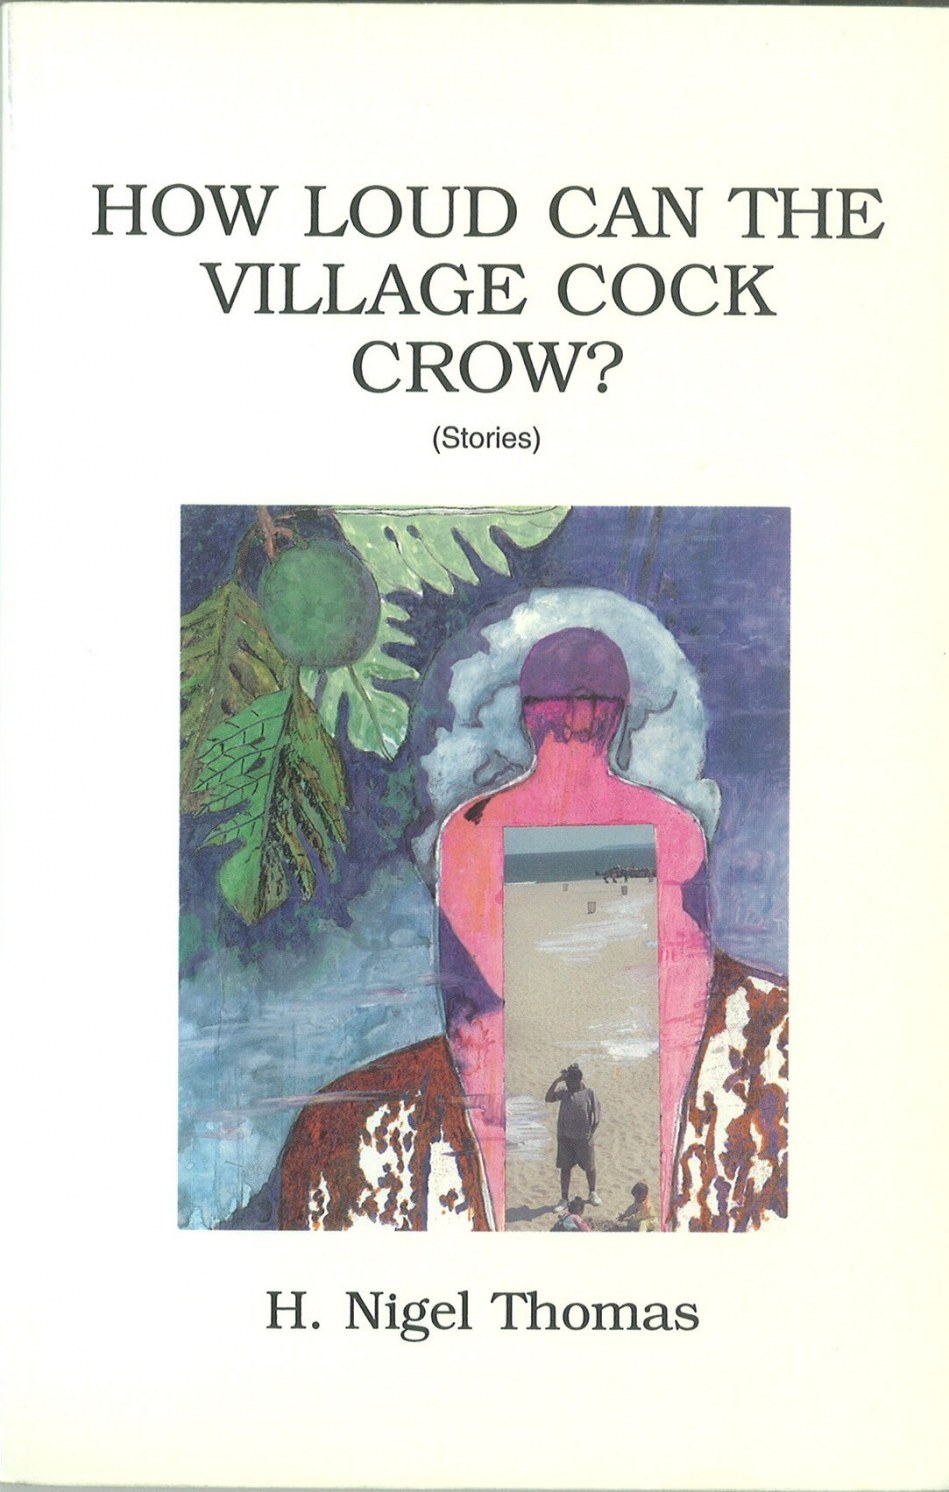 HOW LOUD CAN THE
VILLAGE COCK
CROW?
(Stories)
H. Nigel Thomas